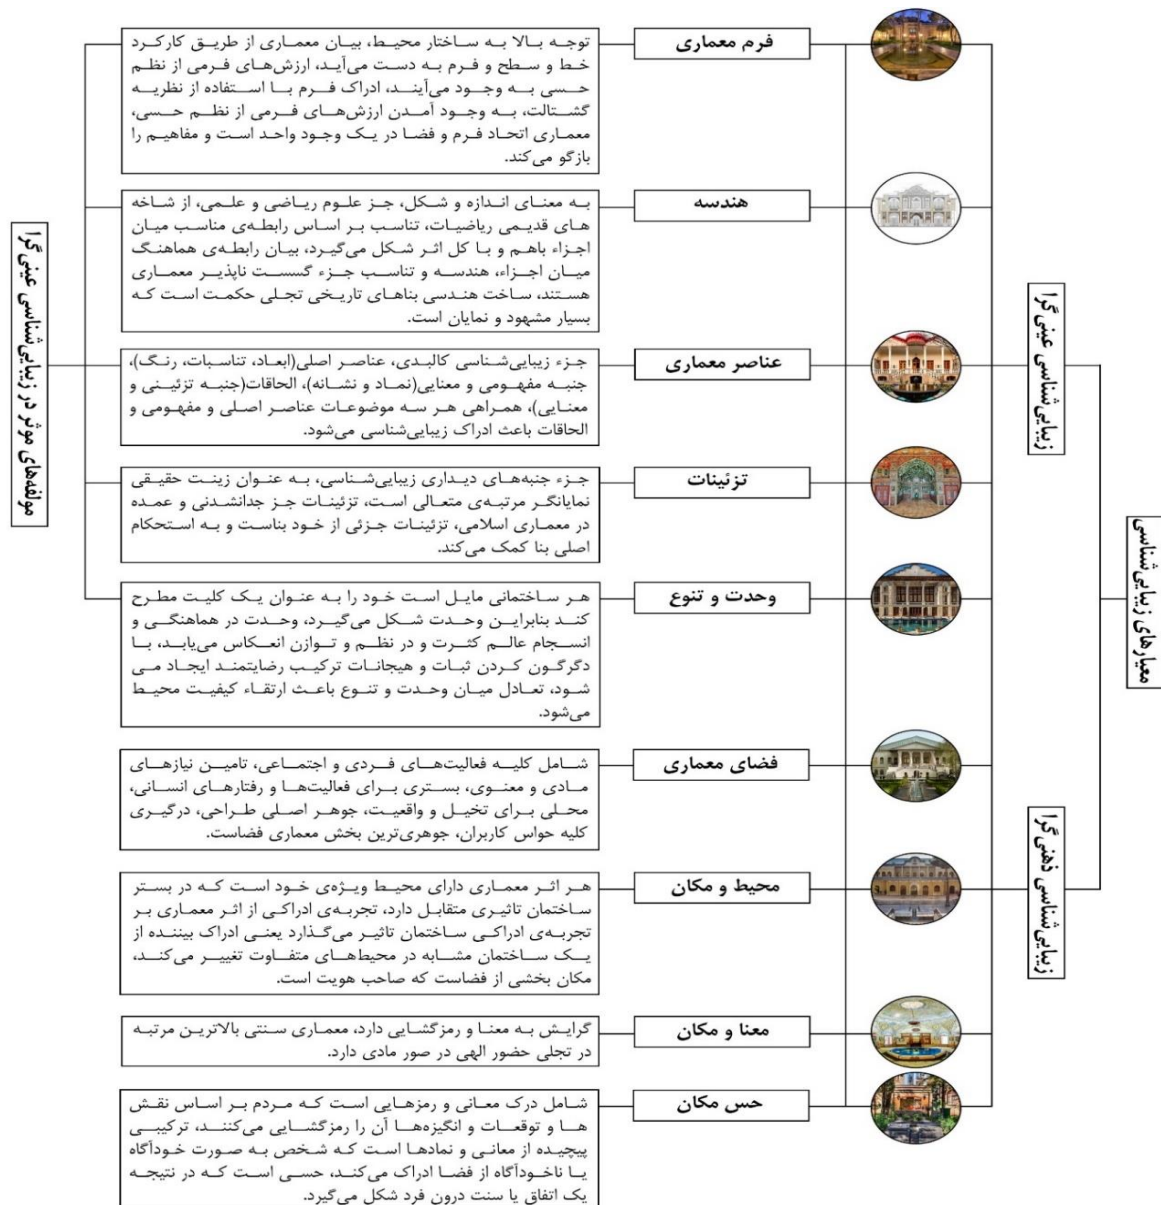 معیارهای زیبایی‌شناسی
زیبایی‌شناسی عینی‌گرا
فرم معماری
توجه بالا به ساختار محیط، بیان معماری از طریق کارکرد
خط و سطح و فرم به دست می‌آید، ارزش‌های فرمی از نظم
حسی به وجود می‌آیند، ادراک فرم با استفاده از نظریه
گشتالت، به وجود آمدن ارزش‌های فرمی از نظم حسی،
معماری اتحاد فرم و فضا در یک وجود واحد است و مفاهیم را
بازگو می‌کند.
هندسه
به معنای اندازه و شکل، جز علوم ریاضی و علمی، از شاخه
های قدیمی ریاضیات، تناسب بر اساس رابطه‌ی مناسب میان
اجزاء باهم و با کل اثر شکل می‌گیرد، بیان رابطه‌ی هماهنگ
میان اجزاء، هندسه و تناسب جزء گسست ناپذیر معماری
هستند، ساخت هندسی بناهای تاریخی تجلی حکمت است که
بسیار مشهود و نمایان است.
عناصر معماری
جزء زیبایی‌شناسی کالبدی، عناصر اصلی(ابعاد، تناسبات، رنگ)،
جنبه مفهومی و معنایی(نماد و نشانه)، الحاقات(جنبه تزئینی و
معنایی)، همراهی هر سه موضوعات عناصر اصلی و مفهومی و
الحاقات باعث ادراک زیبایی‌شناسی می‌شود.
تزئینات
جزء جنبه‌های دیداری زیبایی‌شناسی، به عنوان زینت حقیقی
نمایانگر مرتبه‌ی متعالی است، تزئینات جز جدانشدنی و عمده
در معماری اسلامی، تزئینات جزئی از خود بناست و به استحکام
اصلی بنا کمک می‌کند.
وحدت و تنوع
هر ساختمانی مایل است خود را به عنوان یک کلیت مطرح
کند بنابراین وحدت شکل می‌گیرد، وحدت در هماهنگی و
انسجام عالم کثرت و در نظم و توازن انعکاس می‌یابد، با
دگرگون کردن ثبات و هیجانات ترکیب رضایتمند ایجاد می
شود، تعادل میان وحدت و تنوع باعث ارتقاء کیفیت محیط
می‌شود.
مولفه‌های موثر در زیبایی‌شناسی عینی‌گرا
زیبایی‌شناسی ذهنی‌گرا
فضای معماری
شامل کلیه فعالیت‌های فردی و اجتماعی، تامین نیازهای
مادی و معنوی، بستری برای فعالیت‌ها و رفتارهای انسانی،
محلی برای تخیل و واقعیت، جوهر اصلی طراحی، درگیری
کلیه حواس کاربران، جوهری‌ترین بخش معماری فضاست.
محیط و مکان
هر اثر معماری دارای محیط ویژه‌ی خود است که در بستر
ساختمان تاثیری متقابل دارد، تجربه‌ی ادراکی از اثر معماری بر
تجربه‌ی ادراکی ساختمان تاثیر می‌گذارد یعنی ادراک بیننده از
یک ساختمان مشابه در محیط‌های متفاوت تغییر می‌کند،
مکان بخشی از فضاست که صاحب هویت است.
معنا و مکان
گرایش به معنا و رمزگشایی دارد، معماری سنتی بالاترین مرتبه
در تجلی حضور الهی در صور مادی دارد.
حس مکان
شامل درک معانی و رمزهایی است که مردم بر اساس نقش
ها و توقعات و انگیزه‌ها آن را رمزگشایی می‌کنند، ترکیبی
پیچیده از معانی و نمادها است که شخص به صورت خودآگاه
یا ناخودآگاه از فضا ادراک می‌کند، حسی است که در نتیجه
یک اتفاق یا سنت درون فرد شکل می‌گیرد.